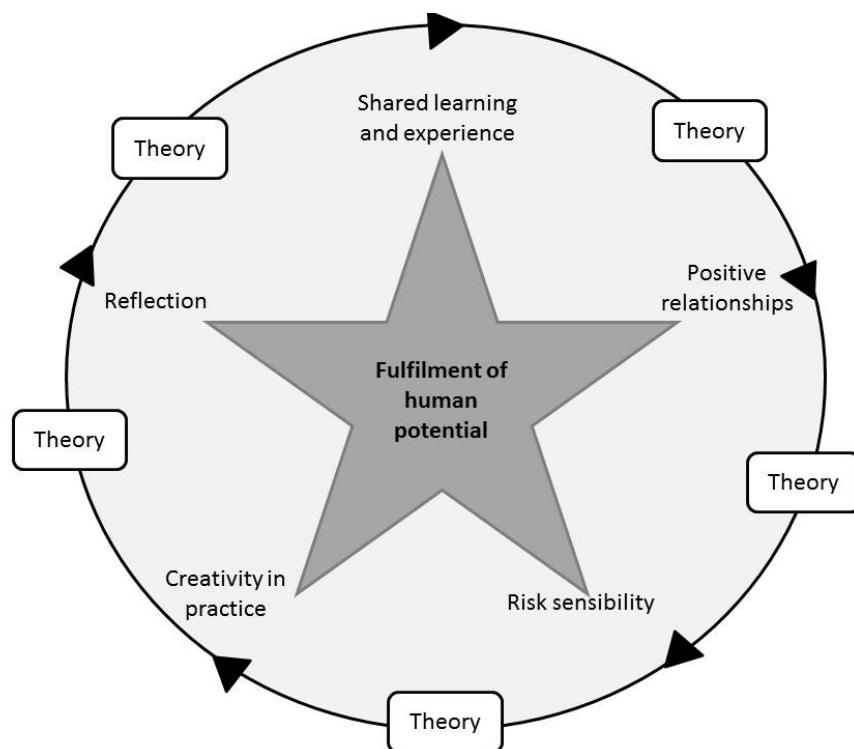 Shared learning
and experience
Theory
Theory
Positive
relationships
Reflection
Fulfilment of
human
potential
Theory
Theory
Creativity in
practice
Risk sensibility
Theory